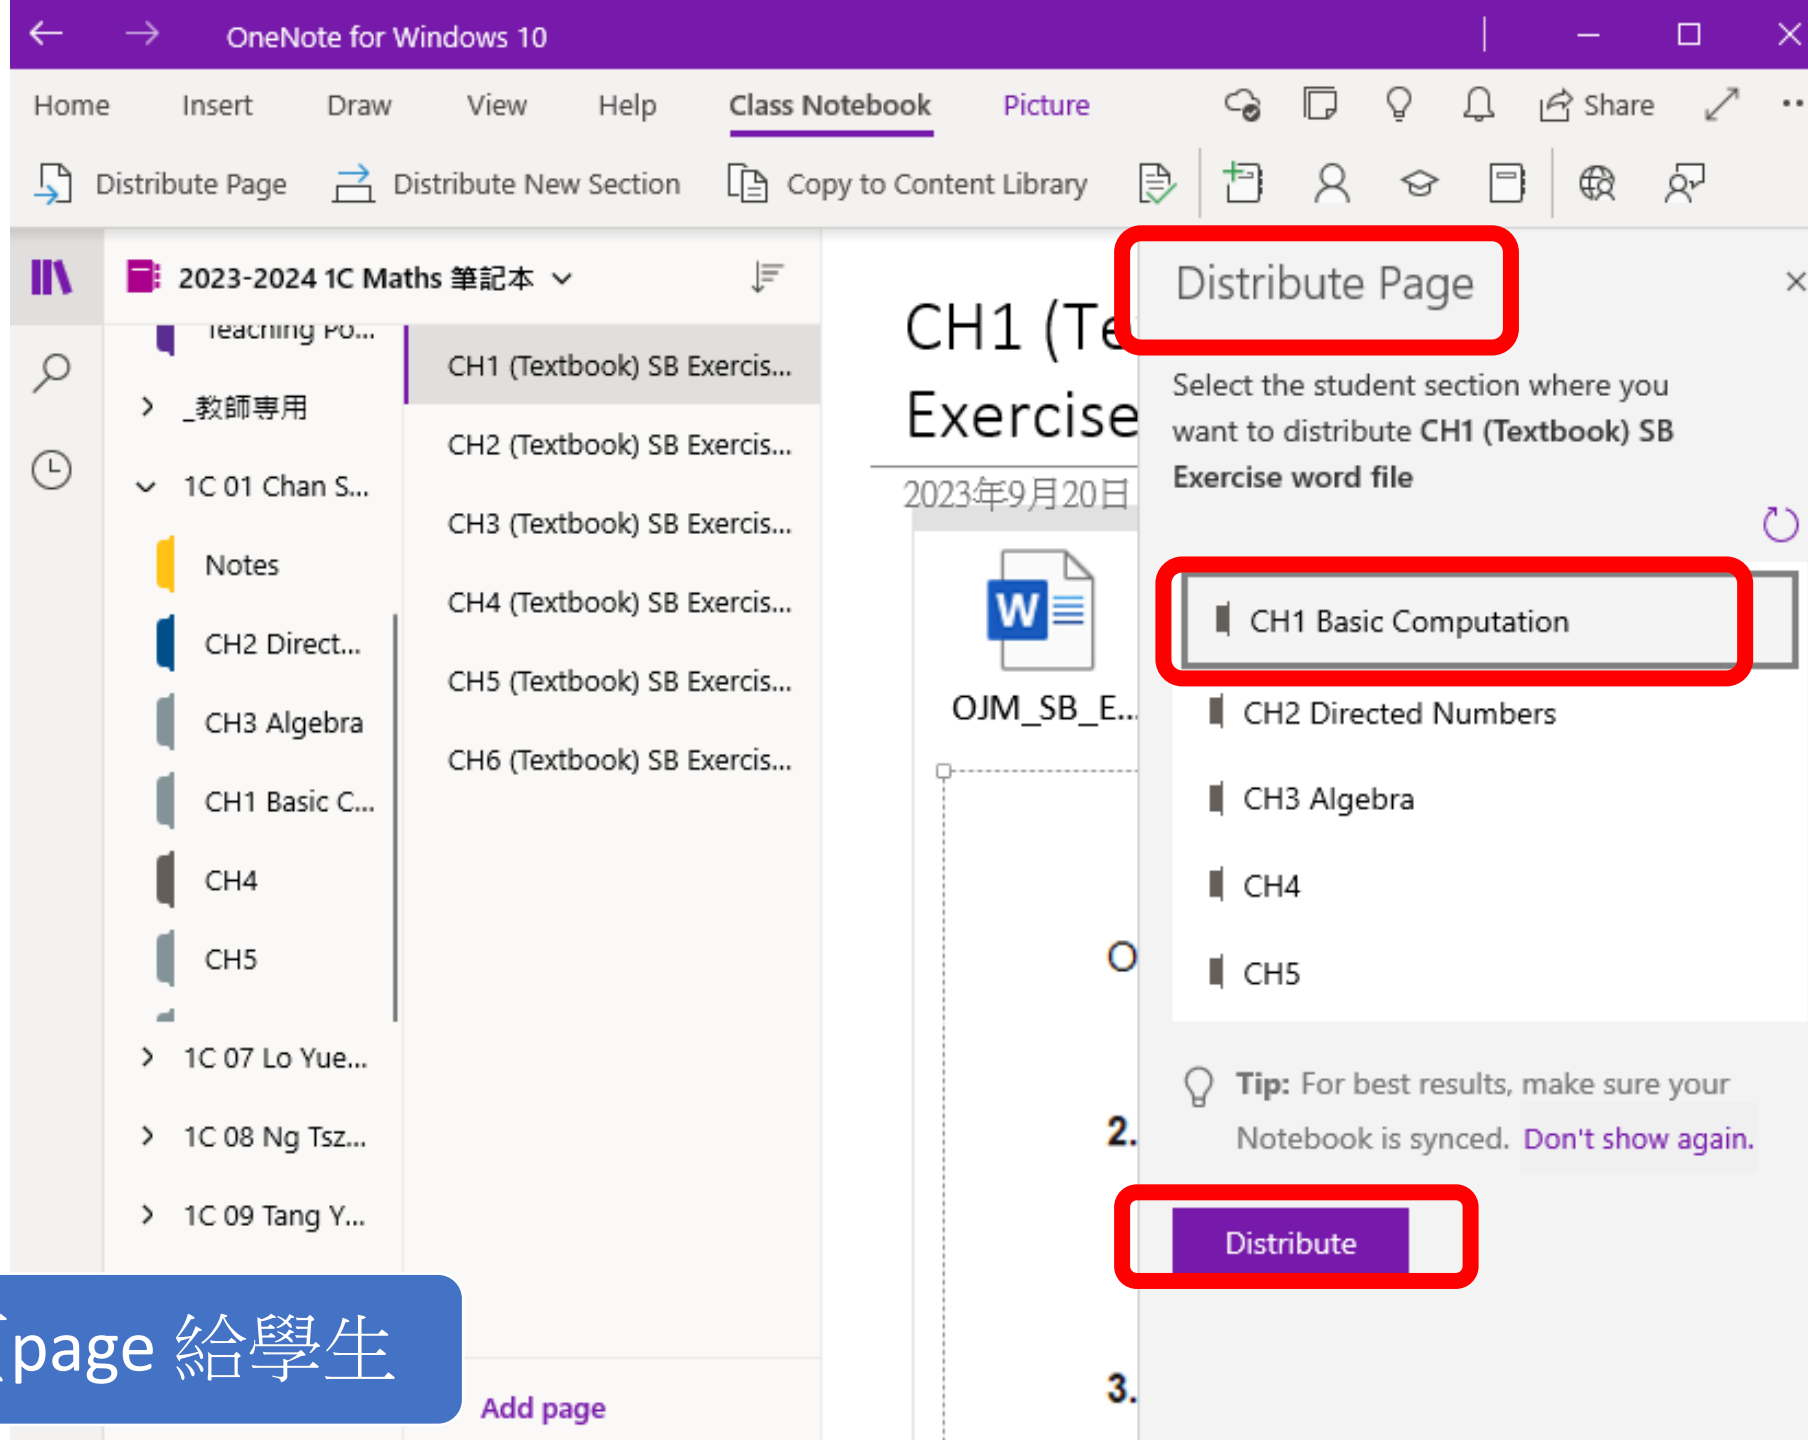 OneNote for Windows 10
Home Insert Draw View Help Class Notebook Picture Share
Distribute Page Distribute New Section Copy to Content Library
2023-2024 1C Maths 筆記本
Teaching Po...
_教師專用
1C 01 Chan S...
Notes
CH2 Direct...
CH3 Algebra
CH1 Basic C...
CH4
CH5
1C 07 Lo Yue...
1C 08 Ng Tsz...
1C 09 Tang Y...
CH1 (Textbook) SB Exercis...
CH2 (Textbook) SB Exercis...
CH3 (Textbook) SB Exercis...
CH4 (Textbook) SB Exercis...
CH5 (Textbook) SB Exercis...
CH6 (Textbook) SB Exercis...
Add page
CH1 (Te
Exercise
2023年9月20日
W
OJM_SB_E...
O
2.
3.
Distribute Page
Select the student section where you
want to distribute CH1 (Textbook) SB
Exercise word file
CH1 Basic Computation
CH2 Directed Numbers
CH3 Algebra
CH4
CH5
Tip: For best results, make sure your
Notebook is synced. Don't show again.
Distribute
page 給學生